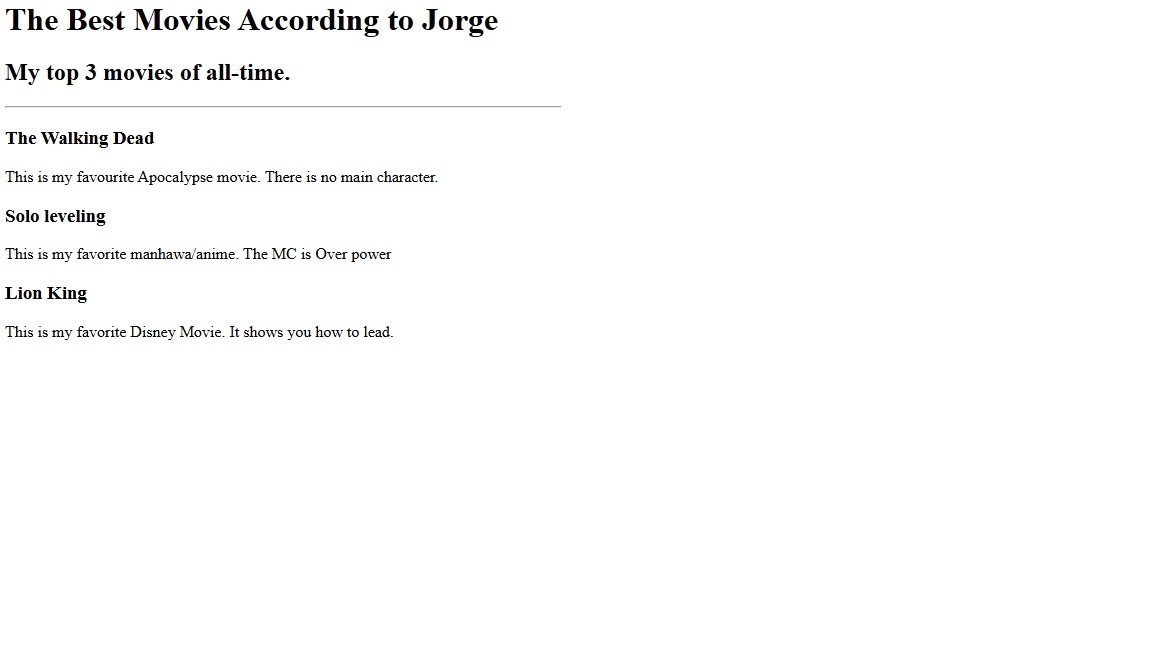 The Best Movies According to Jorge
My top 3 movies of all-time.
The Walking Dead
This is my favourite Apocalypse movie. There is no main character.
Solo leveling
This is my favorite manhawa/anime. The MC is Over power
Lion King
This is my favorite Disney Movie. It shows you how to lead.